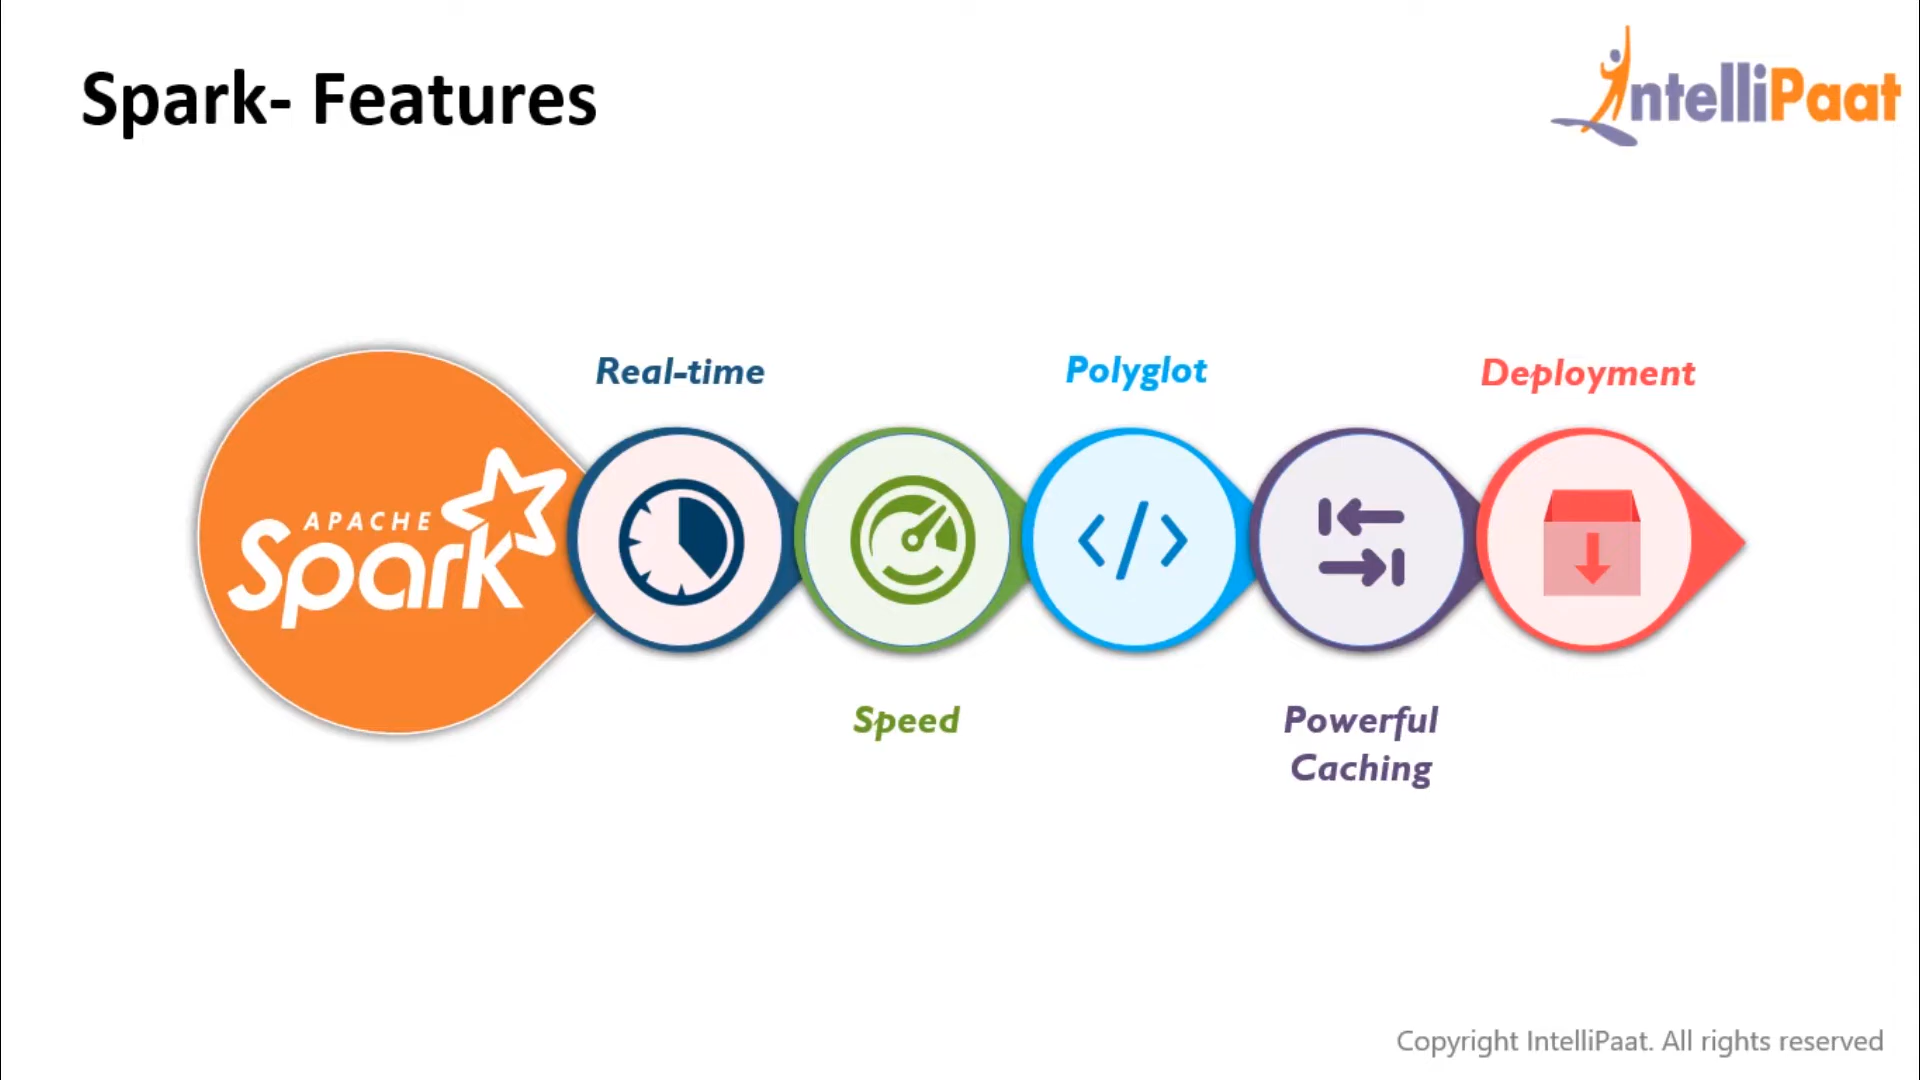 Spark- Features
IntelliPaat
Real-time
Polyglot
Deployment
APACHE
Spark
</>
Speed
Powerful
Caching
Copyright IntelliPaat. All rights reserved